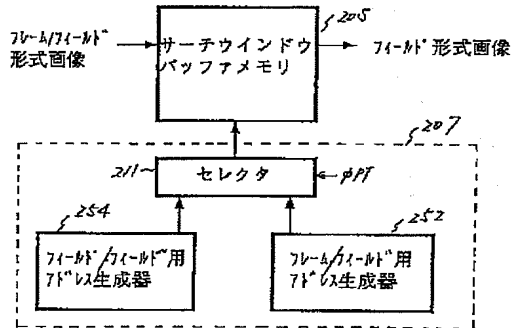 205
フレーム/フィールド
形式画像
サーチウインドウ
バッファメモリ
フィールド形式画像
207
211
セレクタ
φPF
254
252
フィールド/フィールド用
アドレス生成器
フレーム/フィールド用
アドレス生成器